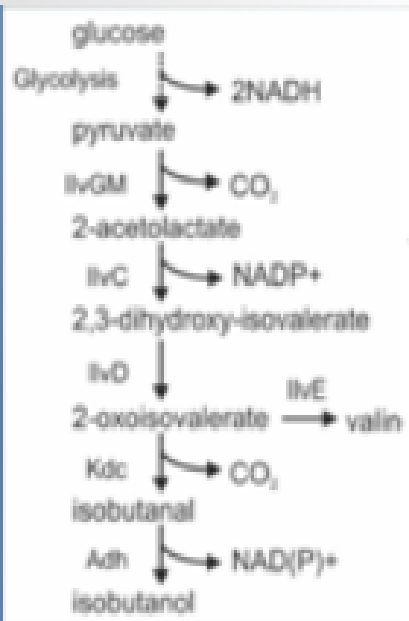 glucose
Glycolysis
2NADH
pyruvate
IlvGM
CO₂
2-acetolactate
IlvC
NADP+
2,3-dihydroxy-isovalerate
IlvD
IlvE
2-oxoisovalerate
valin
Kdc
CO₂
isobutanal
Adh
NAD(P)+
isobutanol